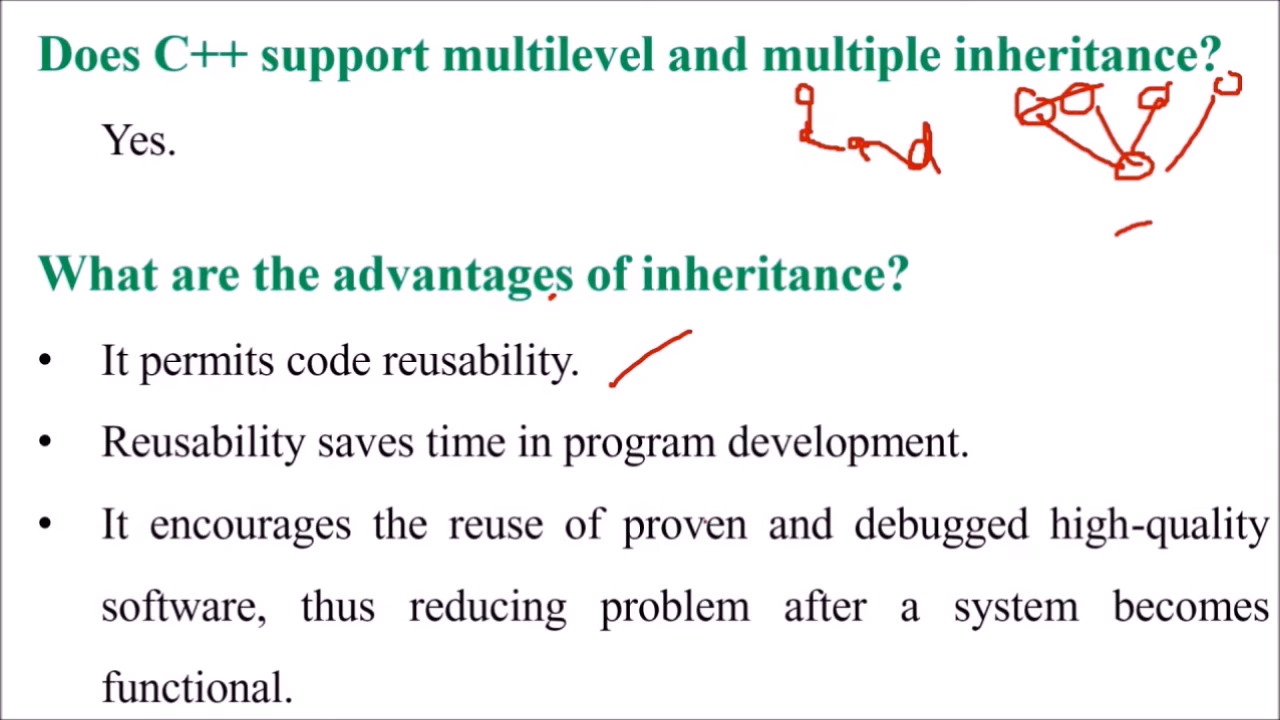 Does C++ support multilevel and multiple inheritance?
Yes.
What are the advantages of inheritance?
• It permits code reusability.
• Reusability saves time in program development.
• It encourages the reuse of proven and debugged high-quality
software, thus reducing problem after a system becomes
functional.